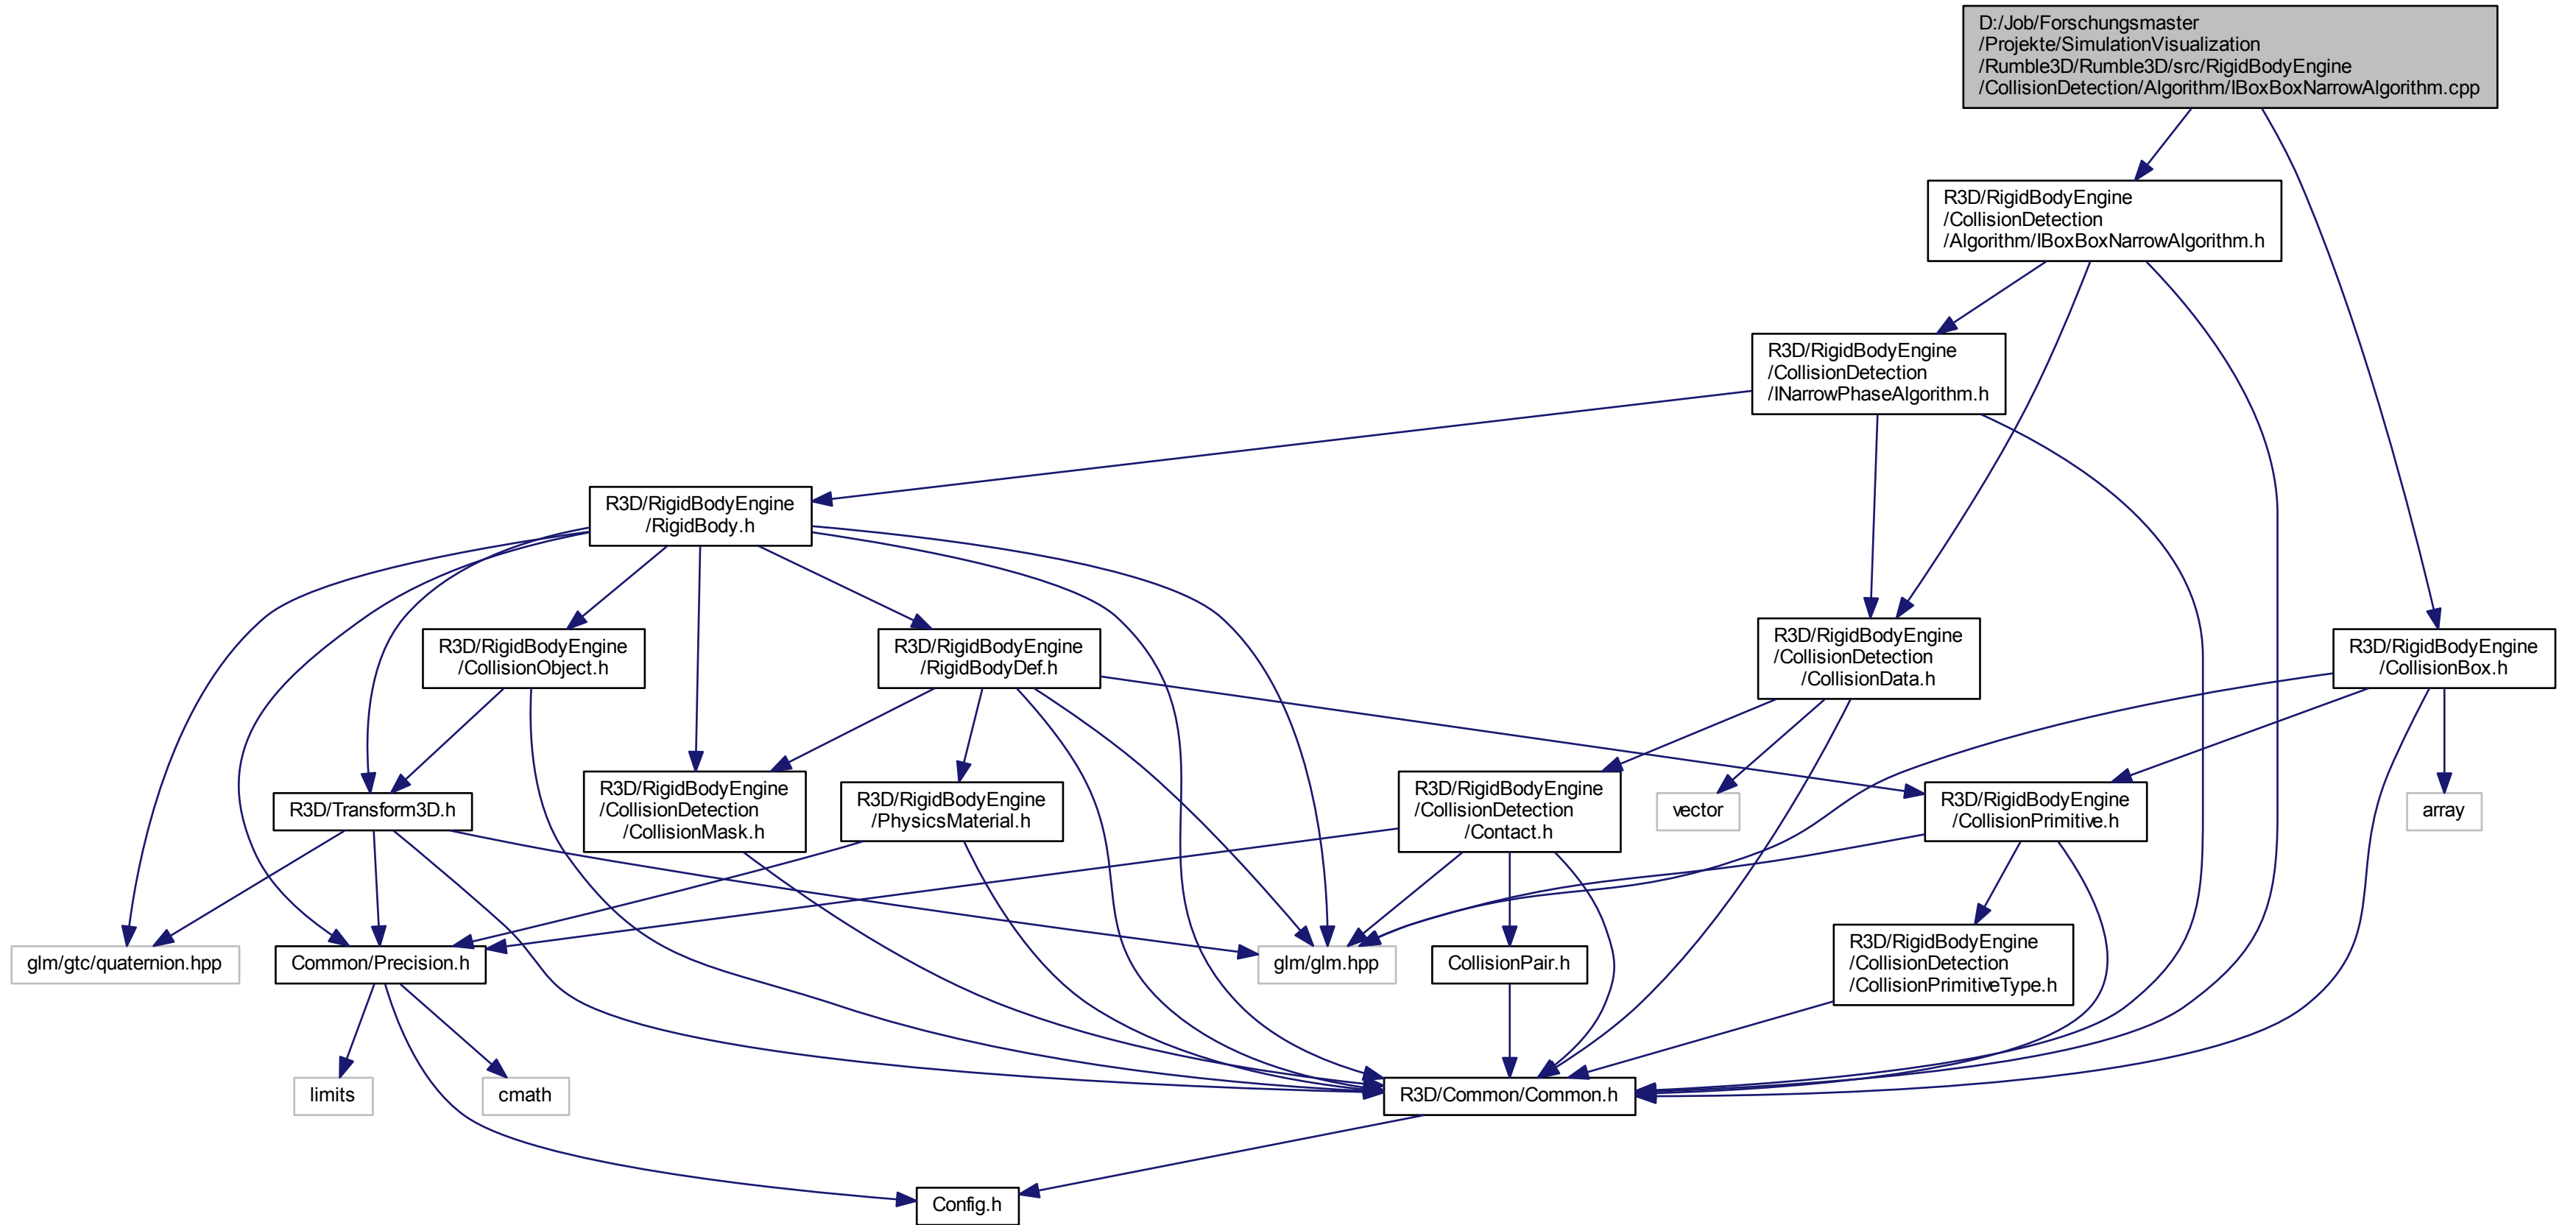 D:/Job/Forschungsmaster
/Projekte/SimulationVisualization
/Rumble3D/Rumble3D/src/RigidBodyEngine
/CollisionDetection/Algorithm/IBoxBoxNarrowAlgorithm.cpp
R3D/RigidBodyEngine
/CollisionDetection
/Algorithm/IBoxBoxNarrowAlgorithm.h
R3D/RigidBodyEngine
/CollisionDetection
/INarrowPhaseAlgorithm.h
R3D/RigidBodyEngine
/RigidBody.h
R3D/RigidBodyEngine
/CollisionObject.h
R3D/RigidBodyEngine
/RigidBodyDef.h
R3D/RigidBodyEngine
/CollisionDetection
/CollisionData.h
R3D/RigidBodyEngine
/CollisionBox.h
R3D/Transform3D.h
R3D/RigidBodyEngine
/CollisionDetection
/CollisionMask.h
R3D/RigidBodyEngine
/PhysicsMaterial.h
R3D/RigidBodyEngine
/CollisionDetection
/Contact.h
vector
R3D/RigidBodyEngine
/CollisionPrimitive.h
array
glm/gtc/quaternion.hpp
Common/Precision.h
glm/glm.hpp
CollisionPair.h
R3D/RigidBodyEngine
/CollisionDetection
/CollisionPrimitiveType.h
limits
cmath
R3D/Common/Common.h
Config.h